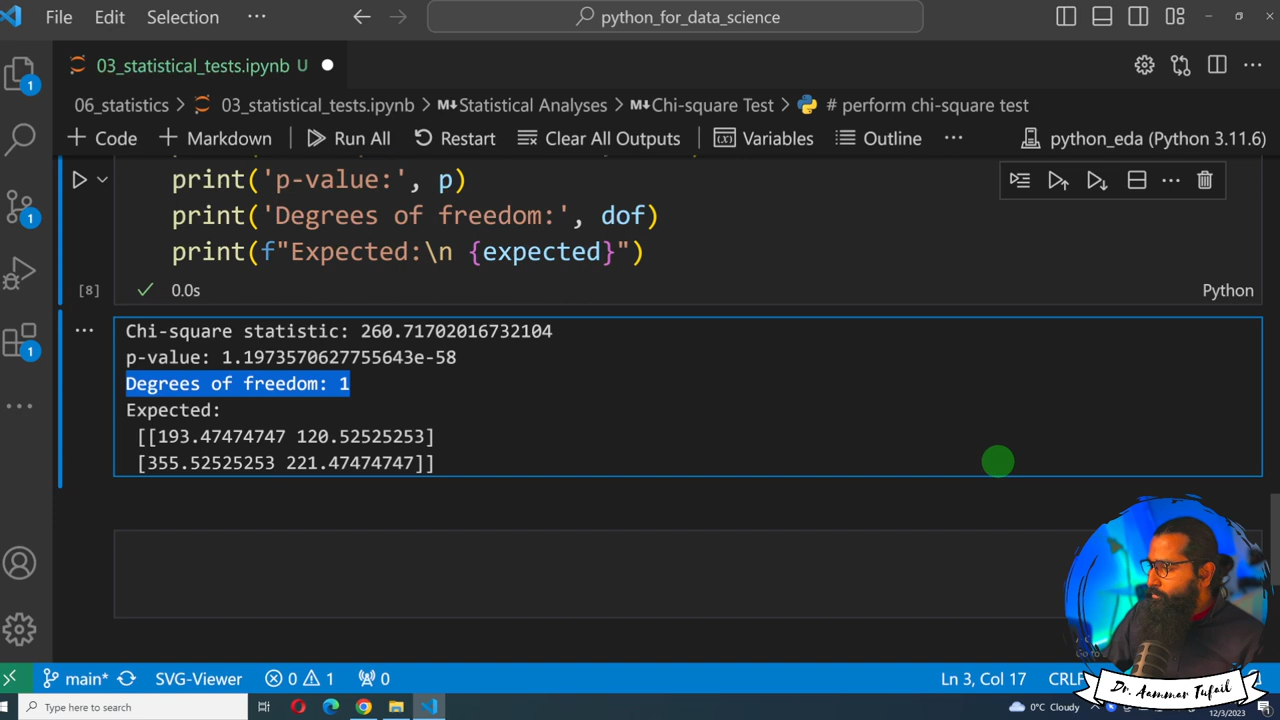 File Edit Selection ··· python_for_data_science
03_statistical_tests.ipynb U
06_statistics > 03_statistical_tests.ipynb > Statistical Analyses > Chi-square Test > # perform chi-square test
+ Code + Markdown Run All Restart Clear All Outputs Variables Outline ··· python_eda (Python 3.11.6)
print('p-value:', p)
print('Degrees of freedom:', dof)
print(f"Expected:\n {expected}")
[8] 0.0s Python
Chi-square statistic: 260.71702016732104
p-value: 1.1973570627755643e-58
Degrees of freedom: 1
Expected:
[[193.47474747 120.52525253]
[355.52525253 221.47474747]]
1
1
1
Dr. Aammar Tufail
main* SVG-Viewer 0 1 0 Ln 3, Col 17 CRLF
Type here to search 0°C Cloudy 12/3/2023